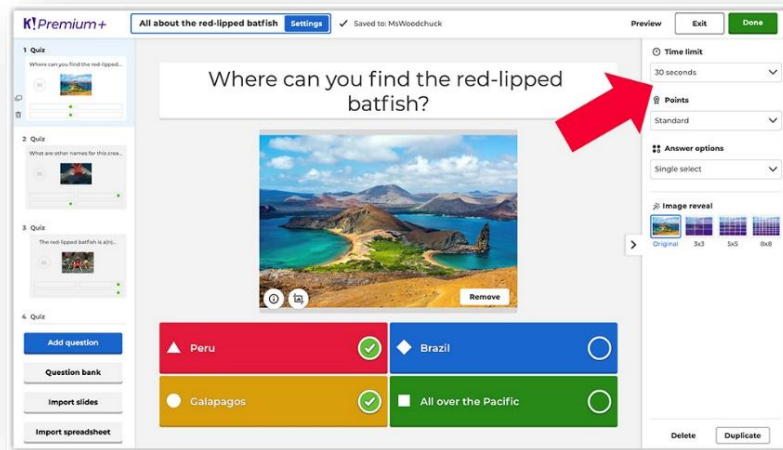 K! Premium+
All about the red-lipped batfish
Settings
Saved to: MsWoodchuck
Preview
Exit
Done
1 Quiz
Where can you find the red-lipped...
2 Quiz
What are other names for this crea...
3 Quiz
The red-lipped batfish is a(n)...
4 Quiz
Add question
Question bank
Import slides
Import spreadsheet
Where can you find the red-lipped
batfish?
Remove
Peru
Brazil
Galapagos
All over the Pacific
Time limit
30 seconds
Points
Standard
Answer options
Single select
Image reveal
Original
3x3
5x5
8x8
Delete
Duplicate